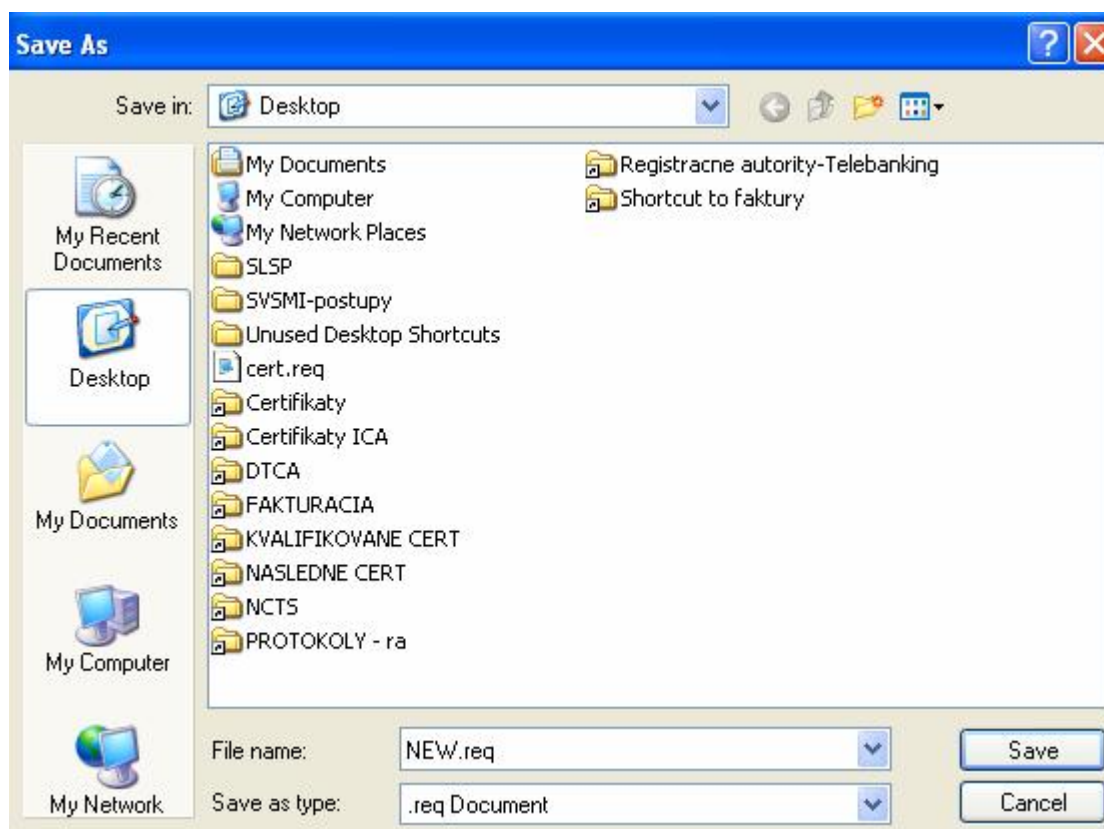 Save As
Save in:
Desktop
My Recent
Documents
Desktop
My Documents
My Computer
My Network
My Documents
My Computer
My Network Places
SLSP
SVSMI-postupy
Unused Desktop Shortcuts
cert.req
Certifikaty
Certifikaty ICA
DTCA
FAKTURACIA
KVALIFIKOVANE CERT
NASLEDNE CERT
NCTS
PROTOKOLY - ra
Registracne autority-Telebanking
Shortcut to faktury
File name:
NEW.req
Save
Save as type:
.req Document
Cancel